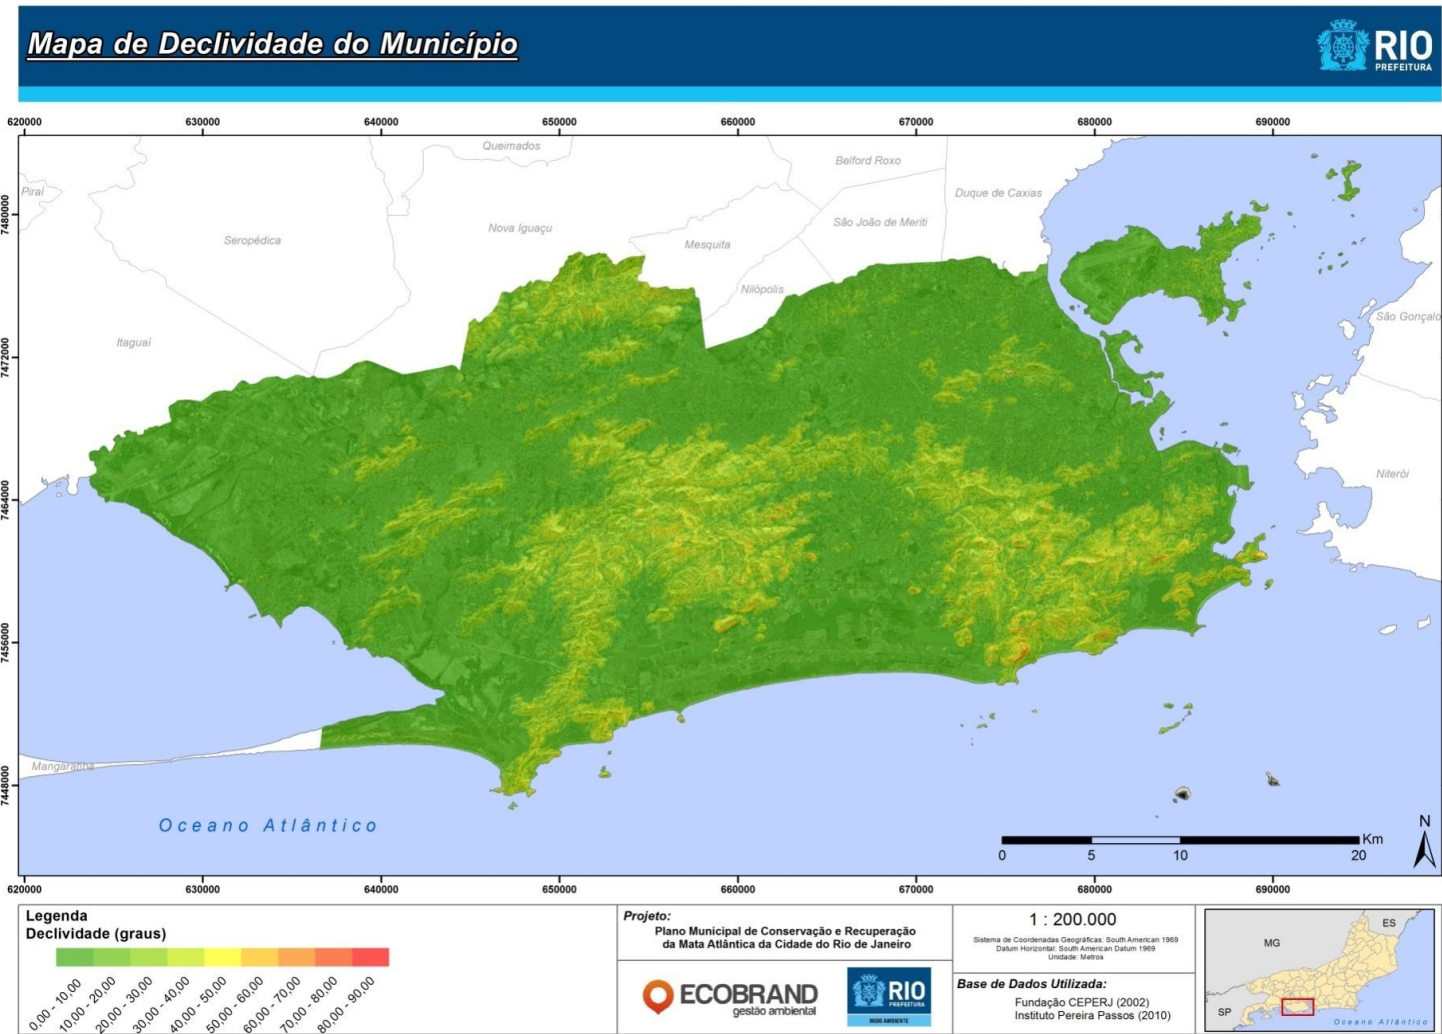 Mapa de Declividade do Município
RIO
PREFEITURA
620000 630000 640000 650000 660000 670000 680000 690000
Queimados
Belford Roxo
Piraí
Duque de Caxias
7480000
São João de Meriti
Nova Iguaçu
Seropédica
Mesquita
Nilópolis
São Gonçalo
Itaguaí
7472000
Niterói
7464000
7456000
Mangaratiba
7448000
Oceano Atlântico
N
Km
0 5 10 20
620000 630000 640000 650000 660000 670000 680000 690000
Legenda
Declividade (graus)
0,00 - 10,00
10,00 - 20,00
20,00 - 30,00
30,00 - 40,00
40,00 - 50,00
50,00 - 60,00
60,00 - 70,00
70,00 - 80,00
80,00 - 90,00
Projeto:
Plano Municipal de Conservação e Recuperação
da Mata Atlântica da Cidade do Rio de Janeiro
ECOBRAND
gestão ambiental
RIO
PREFEITURA
MEIO AMBIENTE
1 : 200.000
Sistema de Coordenadas Geográficas: South American 1969
Datum Horizontal: South American Datum 1969
Unidade: Metros
Base de Dados Utilizada:
Fundação CEPERJ (2002)
Instituto Pereira Passos (2010)
ES
MG
SP
Oceano Atlântico